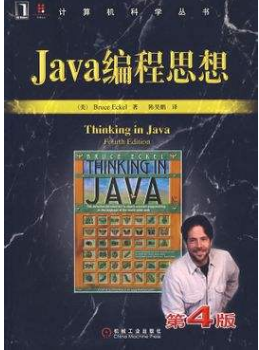 计算机科学丛书
Java编程思想
(美) Bruce Eckel 著 陈昊鹏 译
Thinking in Java
Fourth Edition
BRUCE ECKEL
THINKING IN
JAVA
第4版
机械工业出版社
China Machine Press